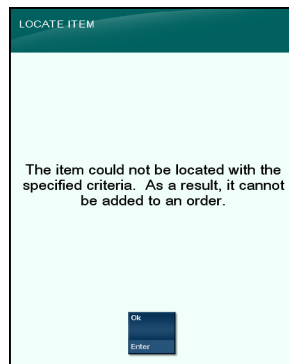 LOCATE ITEM
The item could not be located with the
specified criteria.  As a result, it cannot
be added to an order.
Ok
Enter